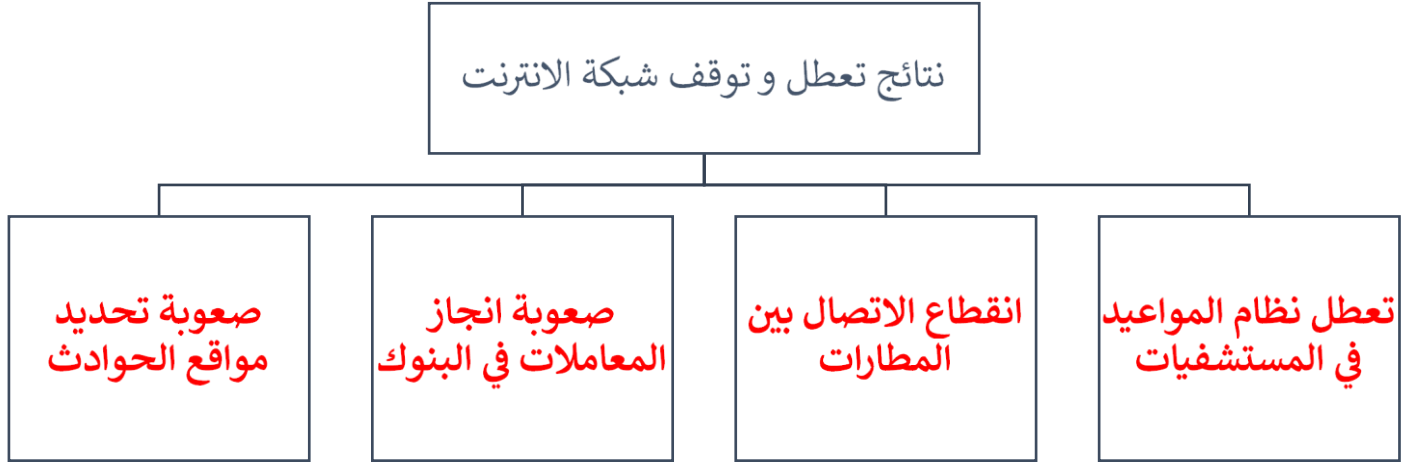 نتائج تعطل و توقف شبكة الانترنت
تعطل نظام المواعيد
في المستشفيات
انقطاع الاتصال بين
المطارات
صعوبة انجاز
المعاملات في البنوك
صعوبة تحديد
مواقع الحوادث